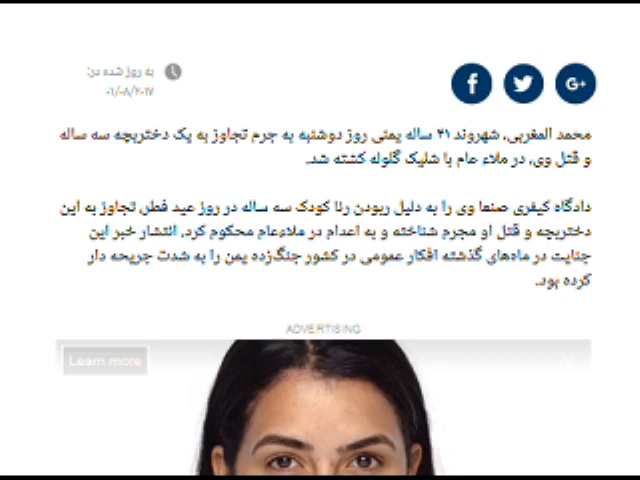 به روز شده در:
۰۱/۰۸/۲۰۱۷
محمد المغربی، شهروند ۴۱ ساله یمنی روز دوشنبه به جرم تجاوز به یک دختربچه سه ساله
و قتل وی، در ملاء عام با شلیک گلوله کشته شد.
دادگاه کیفری صنعا وی را به دلیل ربودن رنا کودک سه ساله در روز عید فطر، تجاوز به این
دختربچه و قتل او مجرم شناخته و به اعدام در ملاءعام محکوم کرد. انتشار خبر این
جنایت در ماه‌های گذشته افکار عمومی در کشور جنگ‌زده یمن را به شدت جریحه دار
کرده بود.
ADVERTISING
Learn more